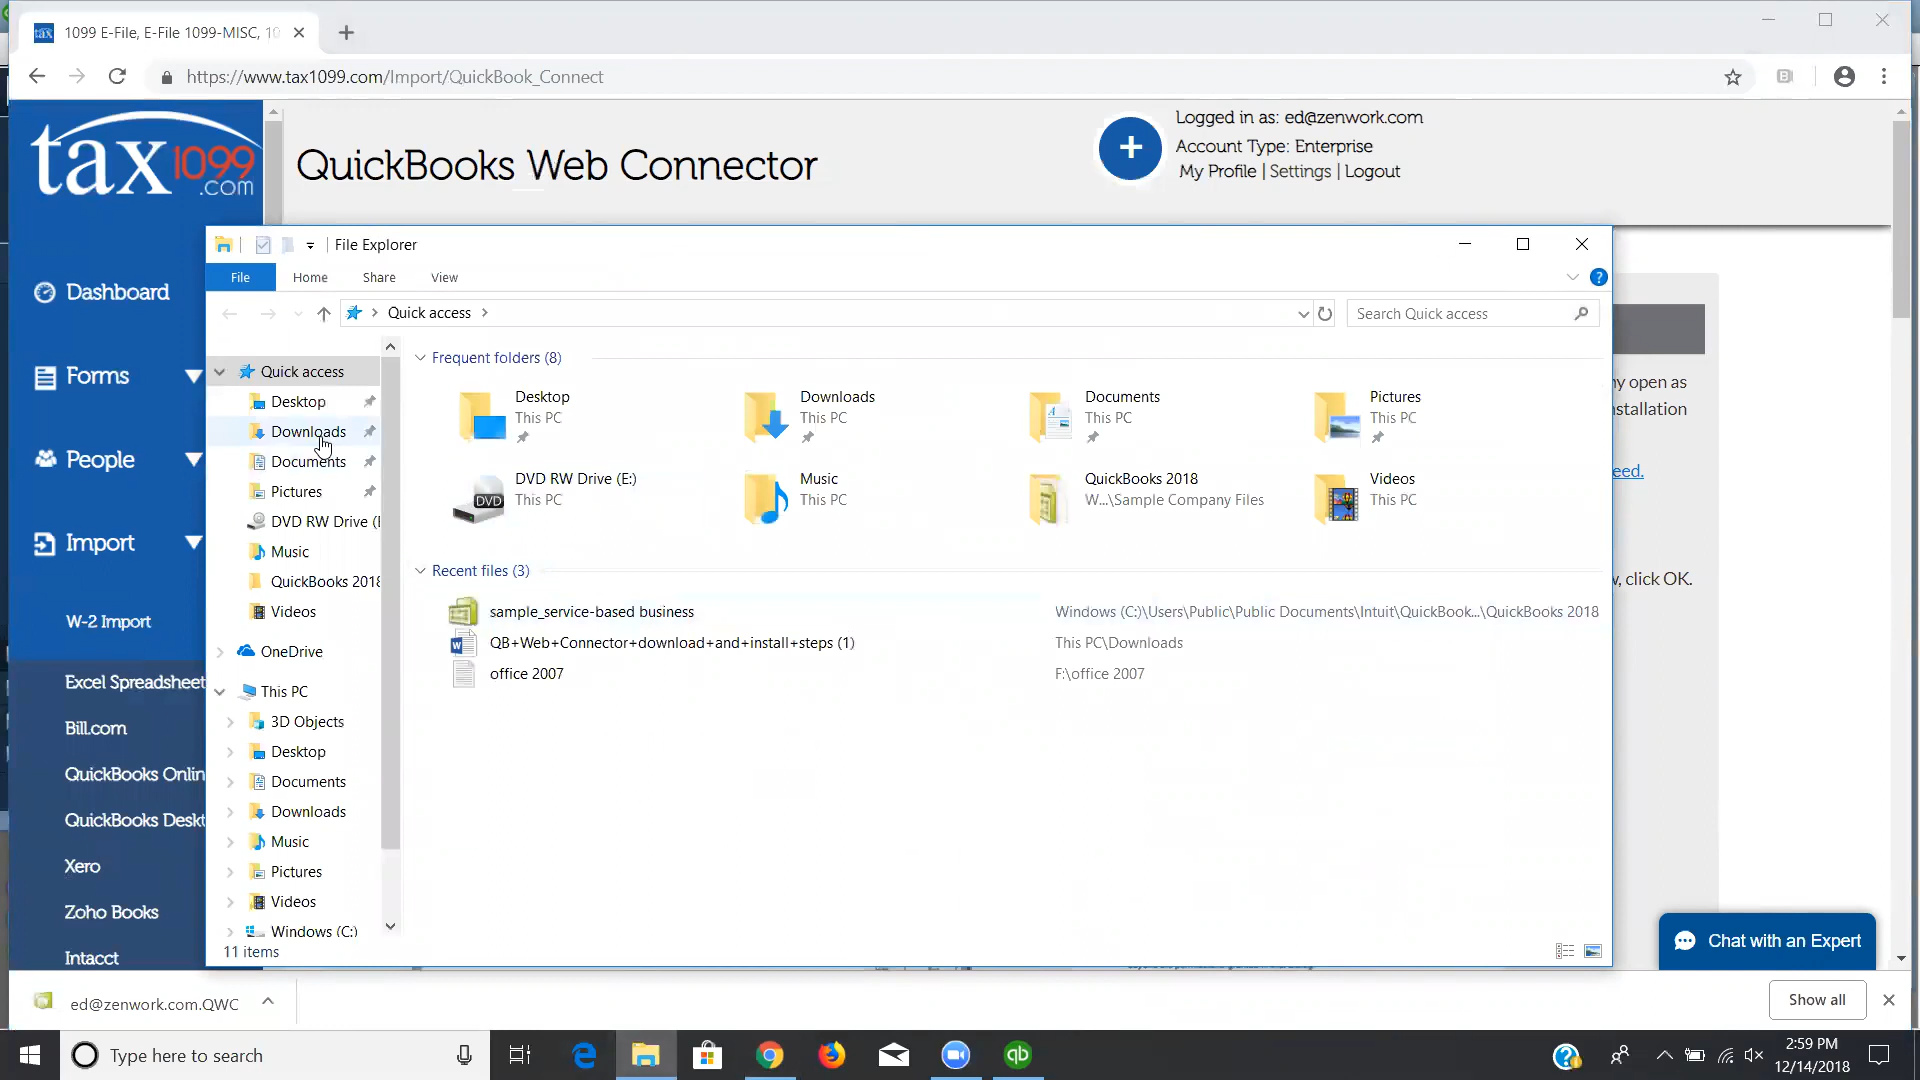 1099 E-File, E-File 1099-MISC, 10
https://www.tax1099.com/Import/QuickBook_Connect
tax1099.com
QuickBooks Web Connector
Logged in as: ed@zenwork.com
Account Type: Enterprise
My Profile | Settings | Logout
Dashboard
Forms
People
Import
W-2 Import
Excel Spreadsheet
Bill.com
QuickBooks Onlin
QuickBooks Deskt
Xero
Zoho Books
Intacct
File Explorer
File Home Share View
Quick access
Search Quick access
Quick access
Desktop
Downloads
Documents
Pictures
DVD RW Drive (
Music
QuickBooks 2018
Videos
OneDrive
This PC
3D Objects
Desktop
Documents
Downloads
Music
Pictures
Videos
Windows (C:)
11 items
Frequent folders (8)
Desktop
This PC
Downloads
This PC
Documents
This PC
Pictures
This PC
DVD
DVD RW Drive (E:)
This PC
Music
This PC
QuickBooks 2018
W...\Sample Company Files
Videos
This PC
Recent files (3)
sample_service-based business Windows (C:)\Users\Public\Public Documents\Intuit\QuickBook...\QuickBooks 2018
QB+Web+Connector+download+and+install+steps (1) This PC\Downloads
office 2007 F:\office 2007
open as
stallation
eed.
, click OK.
Chat with an Expert
ed@zenwork.com.QWC
Show all
Type here to search
2:59 PM
12/14/2018